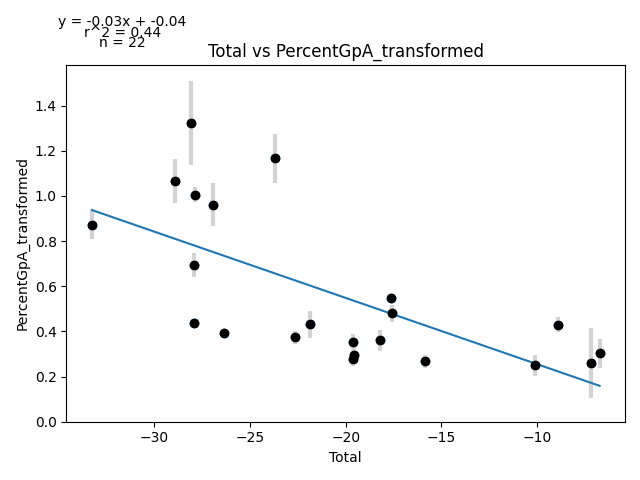 y = -0.03x + -0.04
r^2 = 0.44
n = 22
Total vs PercentGpA_transformed
PercentGpA_transformed
1.4
1.2
1.0
0.8
0.6
0.4
0.2
0.0
−30
−25
−20
−15
−10
Total